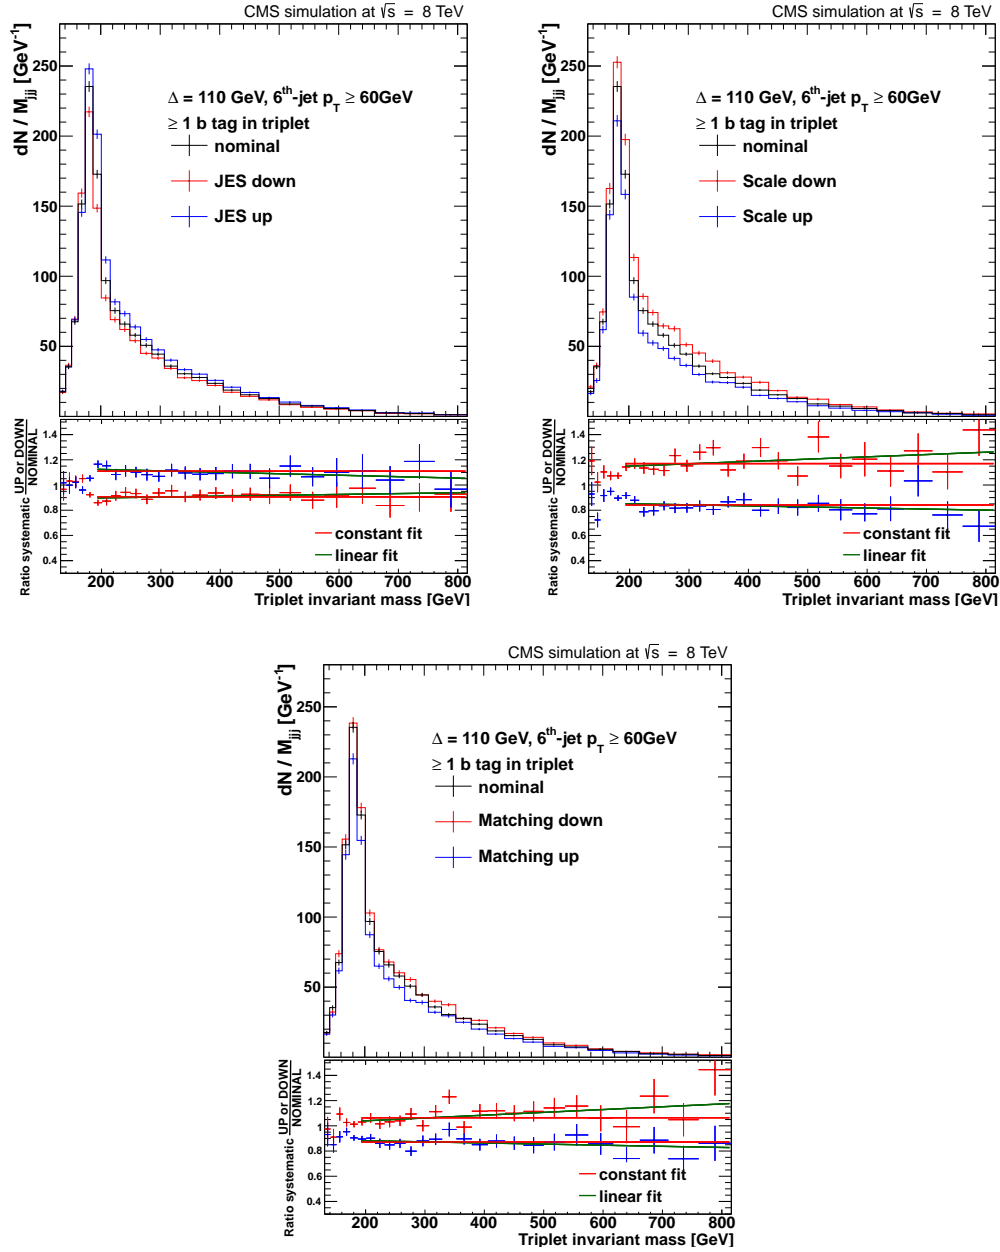 CMS simulation at √s = 8 TeV
dN / M_jjj [GeV⁻¹]
250
200
150
100
50
Δ = 110 GeV, 6th-jet p_T ≥ 60GeV
≥ 1 b tag in triplet
nominal
JES down
JES up
Ratio systematic UP or DOWN / NOMINAL
1.4
1.2
1
0.8
0.6
0.4
constant fit
linear fit
200 300 400 500 600 700 800
Triplet invariant mass [GeV]
CMS simulation at √s = 8 TeV
dN / M_jjj [GeV⁻¹]
250
200
150
100
50
Δ = 110 GeV, 6th-jet p_T ≥ 60GeV
≥ 1 b tag in triplet
nominal
Scale down
Scale up
Ratio systematic UP or DOWN / NOMINAL
1.4
1.2
1
0.8
0.6
0.4
constant fit
linear fit
200 300 400 500 600 700 800
Triplet invariant mass [GeV]
CMS simulation at √s = 8 TeV
dN / M_jjj [GeV⁻¹]
250
200
150
100
50
Δ = 110 GeV, 6th-jet p_T ≥ 60GeV
≥ 1 b tag in triplet
nominal
Matching down
Matching up
Ratio systematic UP or DOWN / NOMINAL
1.4
1.2
1
0.8
0.6
0.4
constant fit
linear fit
200 300 400 500 600 700 800
Triplet invariant mass [GeV]